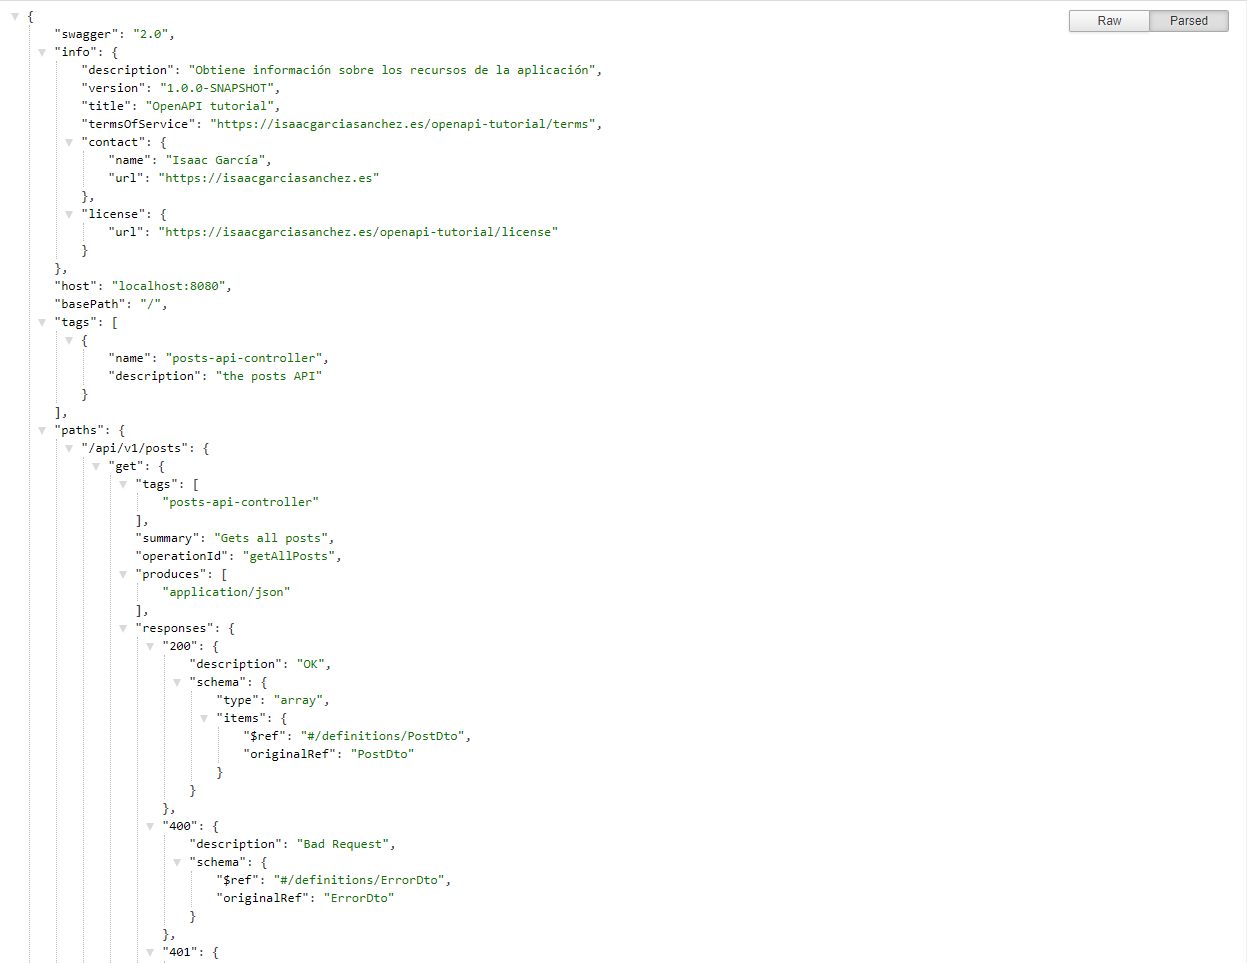 Raw Parsed
{
"swagger": "2.0",
"info": {
"description": "Obtiene información sobre los recursos de la aplicación",
"version": "1.0.0-SNAPSHOT",
"title": "OpenAPI tutorial",
"termsOfService": "https://isaacgarciasanchez.es/openapi-tutorial/terms",
"contact": {
"name": "Isaac García",
"url": "https://isaacgarciasanchez.es"
},
"license": {
"url": "https://isaacgarciasanchez.es/openapi-tutorial/license"
}
},
"host": "localhost:8080",
"basePath": "/",
"tags": [
{
"name": "posts-api-controller",
"description": "the posts API"
}
],
"paths": {
"/api/v1/posts": {
"get": {
"tags": [
"posts-api-controller"
],
"summary": "Gets all posts",
"operationId": "getAllPosts",
"produces": [
"application/json"
],
"responses": {
"200": {
"description": "OK",
"schema": {
"type": "array",
"items": {
"$ref": "#/definitions/PostDto",
"originalRef": "PostDto"
}
}
},
"400": {
"description": "Bad Request",
"schema": {
"$ref": "#/definitions/ErrorDto",
"originalRef": "ErrorDto"
}
},
"401": {